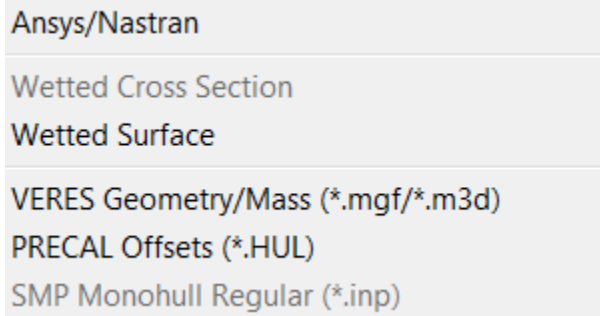 Ansys/Nastran
Wetted Cross Section
Wetted Surface
VERES Geometry/Mass (*.mgf/*.m3d)
PRECAL Offsets (*.HUL)
SMP Monohull Regular (*.inp)